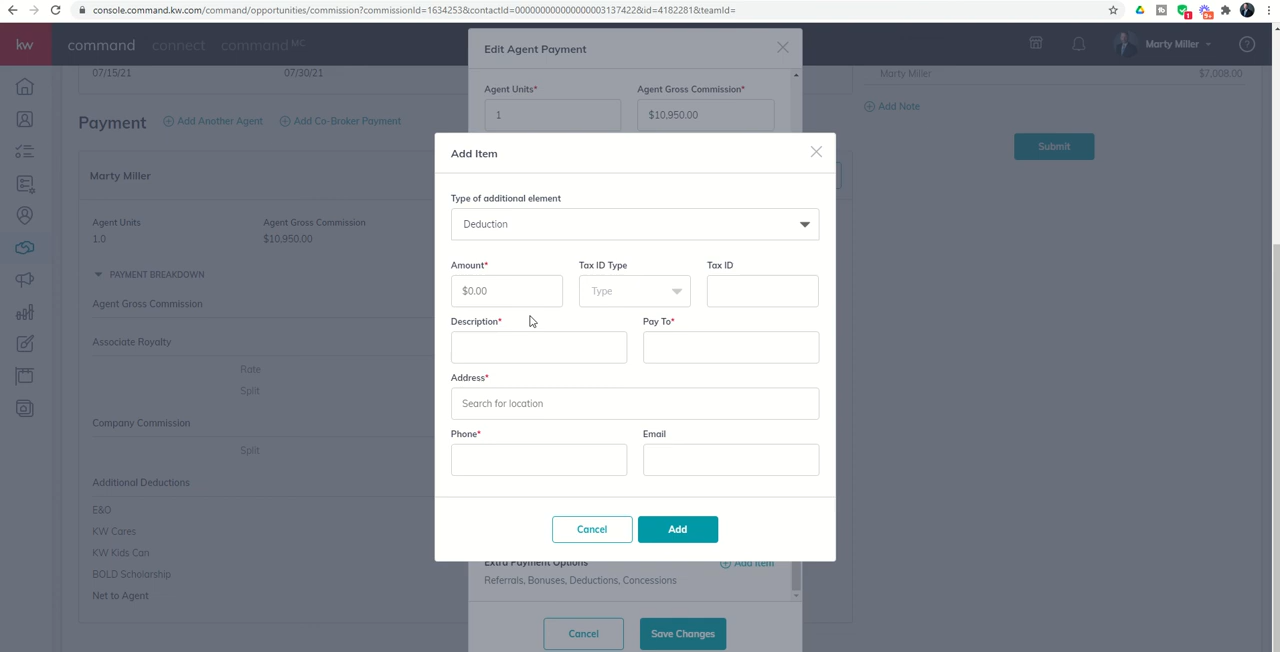 console.command.kw.com/command/opportunities/commission?commissionId=1634253&contactId=00000000000000003137422&id=4182281&teamId=
1
9+
kw
command connect command MC
Marty Miller
07/15/21 07/30/21
Payment Add Another Agent Add Co-Broker Payment
Marty Miller
Agent Units Agent Gross Commission
1.0 $10,950.00
PAYMENT BREAKDOWN
Agent Gross Commission
Associate Royalty
Rate
Split
Company Commission
Split
Additional Deductions
E&O
KW Cares
KW Kids Can
BOLD Scholarship
Net to Agent
Edit Agent Payment
Agent Units* Agent Gross Commission*
1 $10,950.00
Add Item
Type of additional element
Deduction
Amount* Tax ID Type Tax ID
$0.00 Type
Description* Pay To*
Address*
Search for location
Phone* Email
Cancel Add
Extra Payment Options Add Item
Referrals, Bonuses, Deductions, Concessions
Cancel Save Changes
Marty Miller $7,008.00
Add Note
Submit